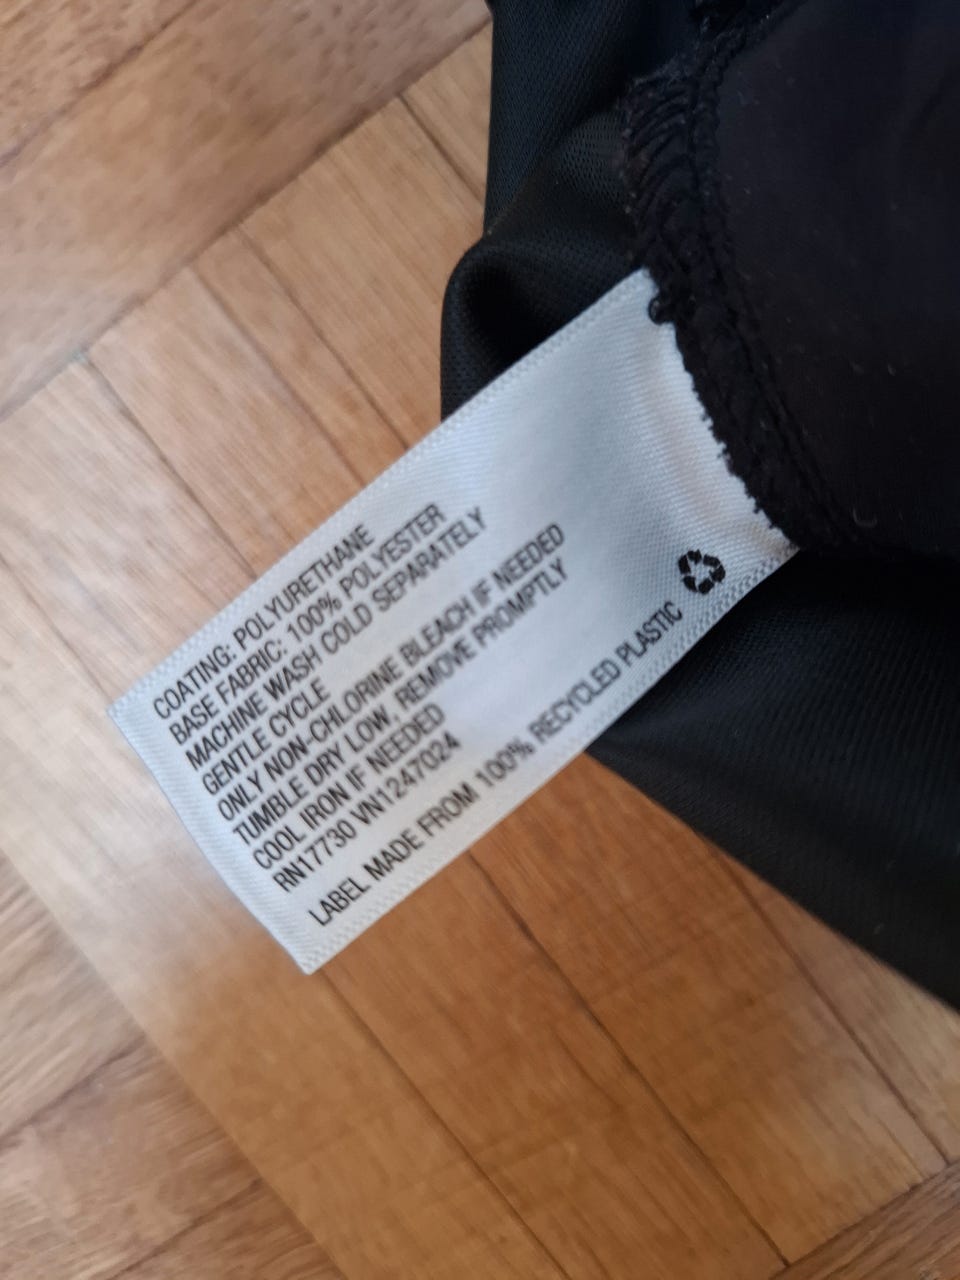 COATING: POLYURETHANE
BASE FABRIC: 100% POLYESTER
MACHINE WASH COLD SEPARATELY
GENTLE CYCLE
ONLY NON-CHLORINE BLEACH IF NEEDED
TUMBLE DRY LOW, REMOVE PROMPTLY
COOL IRON IF NEEDED
RN17730 VN1247024
LABEL MADE FROM 100% RECYCLED PLASTIC